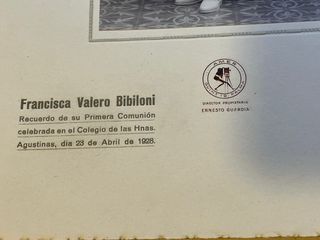 Francisca Valero Bibiloni
Recuerdo de su Primera Comunión
celebrada en el Colegio de las Hnas.
Agustinas, día 23 de Abril de 1928.
AMER
DIRECTOR PROPIETARIO
ERNESTO GUARDIA